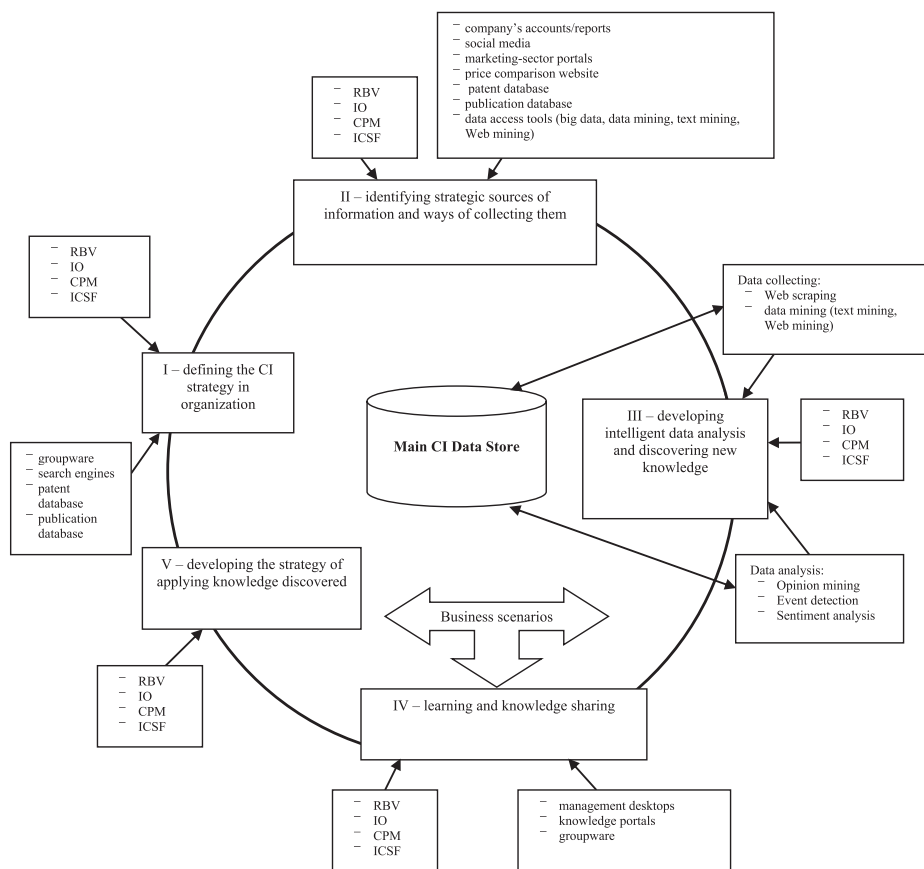 – company's accounts/reports
– social media
– marketing-sector portals
– price comparison website
– patent database
– publication database
– data access tools (big data, data mining, text mining,
Web mining)
– RBV
– IO
– CPM
– ICSF
II – identifying strategic sources of
information and ways of collecting them
– RBV
– IO
– CPM
– ICSF
Data collecting:
– Web scraping
– data mining (text mining,
Web mining)
I – defining the CI
strategy in
organization
Main CI Data Store
III – developing
intelligent data analysis
and discovering new
knowledge
– RBV
– IO
– CPM
– ICSF
– groupware
– search engines
– patent
database
– publication
database
V – developing the strategy of
applying knowledge discovered
Data analysis:
– Opinion mining
– Event detection
– Sentiment analysis
Business scenarios
– RBV
– IO
– CPM
– ICSF
IV – learning and knowledge sharing
– RBV
– IO
– CPM
– ICSF
– management desktops
– knowledge portals
– groupware